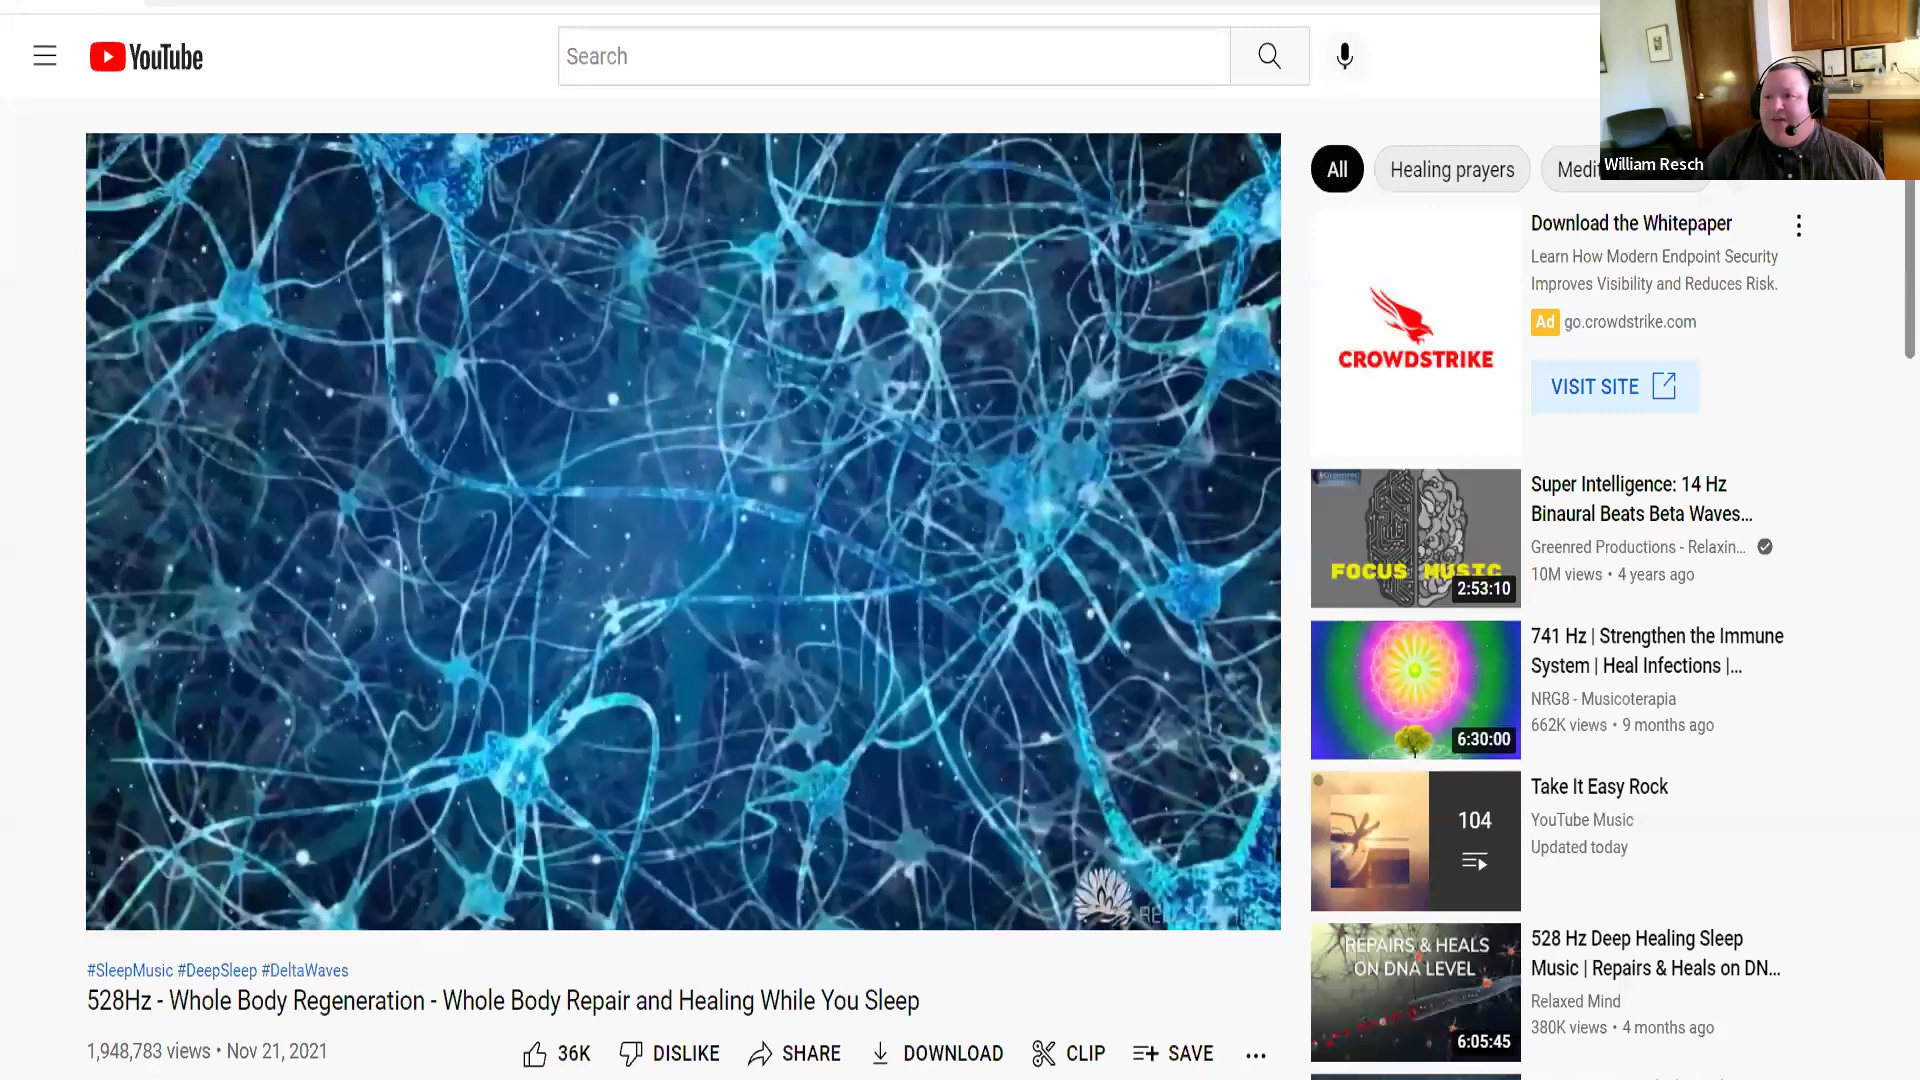 YouTube
Search
William Resch
All
Healing prayers
Medi
Download the Whitepaper
Learn How Modern Endpoint Security
Improves Visibility and Reduces Risk.
Ad go.crowdstrike.com
VISIT SITE
CROWDSTRIKE
Super Intelligence: 14 Hz
Binaural Beats Beta Waves...
Greenred Productions - Relaxin...
10M views • 4 years ago
FOCUS MUSIC
2:53:10
741 Hz | Strengthen the Immune
System | Heal Infections |...
NRG8 - Musicoterapia
662K views • 9 months ago
6:30:00
Take It Easy Rock
YouTube Music
Updated today
104
528 Hz Deep Healing Sleep
Music | Repairs & Heals on DN...
Relaxed Mind
380K views • 4 months ago
REPAIRS & HEALS
ON DNA LEVEL
6:05:45
#SleepMusic #DeepSleep #DeltaWaves
528Hz - Whole Body Regeneration - Whole Body Repair and Healing While You Sleep
1,948,783 views • Nov 21, 2021
36K
DISLIKE
SHARE
DOWNLOAD
CLIP
SAVE